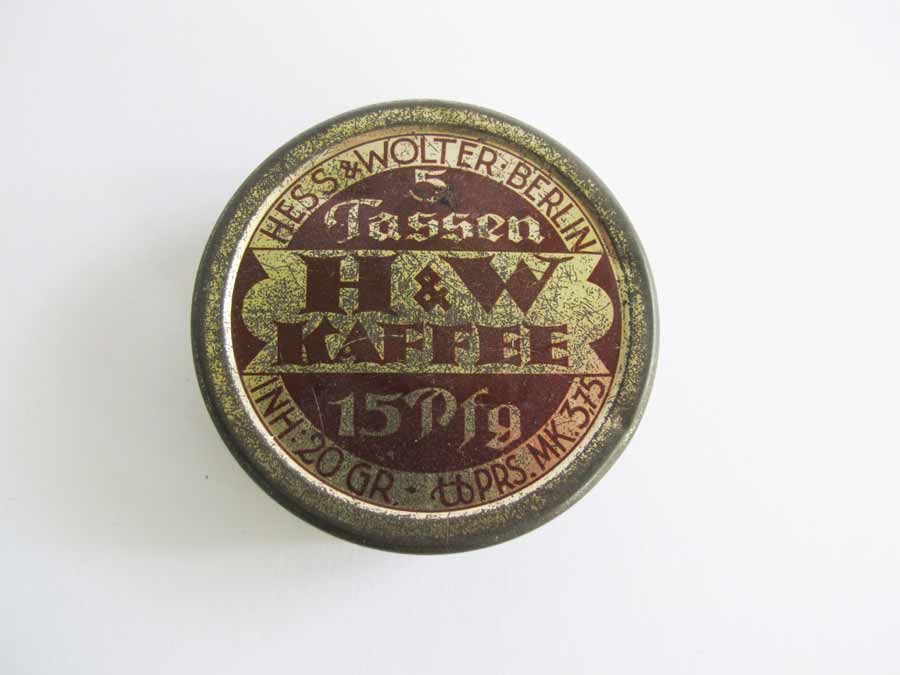 HESS & WOLTER·BERLIN
5
Tassen
H & W
KAFFEE
15 Pfg
INH: 20 GR. · ℔PRS. MK. 3,75